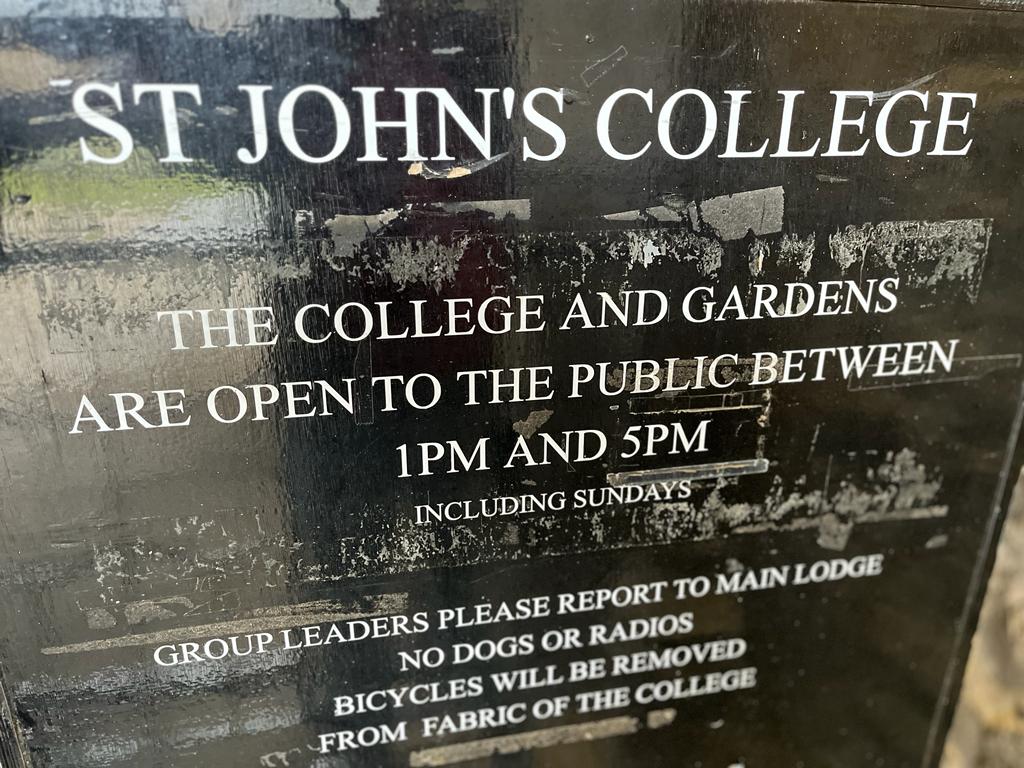 ST JOHN'S COLLEGE
THE COLLEGE AND GARDENS
ARE OPEN TO THE PUBLIC BETWEEN
1PM AND 5PM
INCLUDING SUNDAYS
GROUP LEADERS PLEASE REPORT TO MAIN LODGE
NO DOGS OR RADIOS
BICYCLES WILL BE REMOVED
FROM FABRIC OF THE COLLEGE